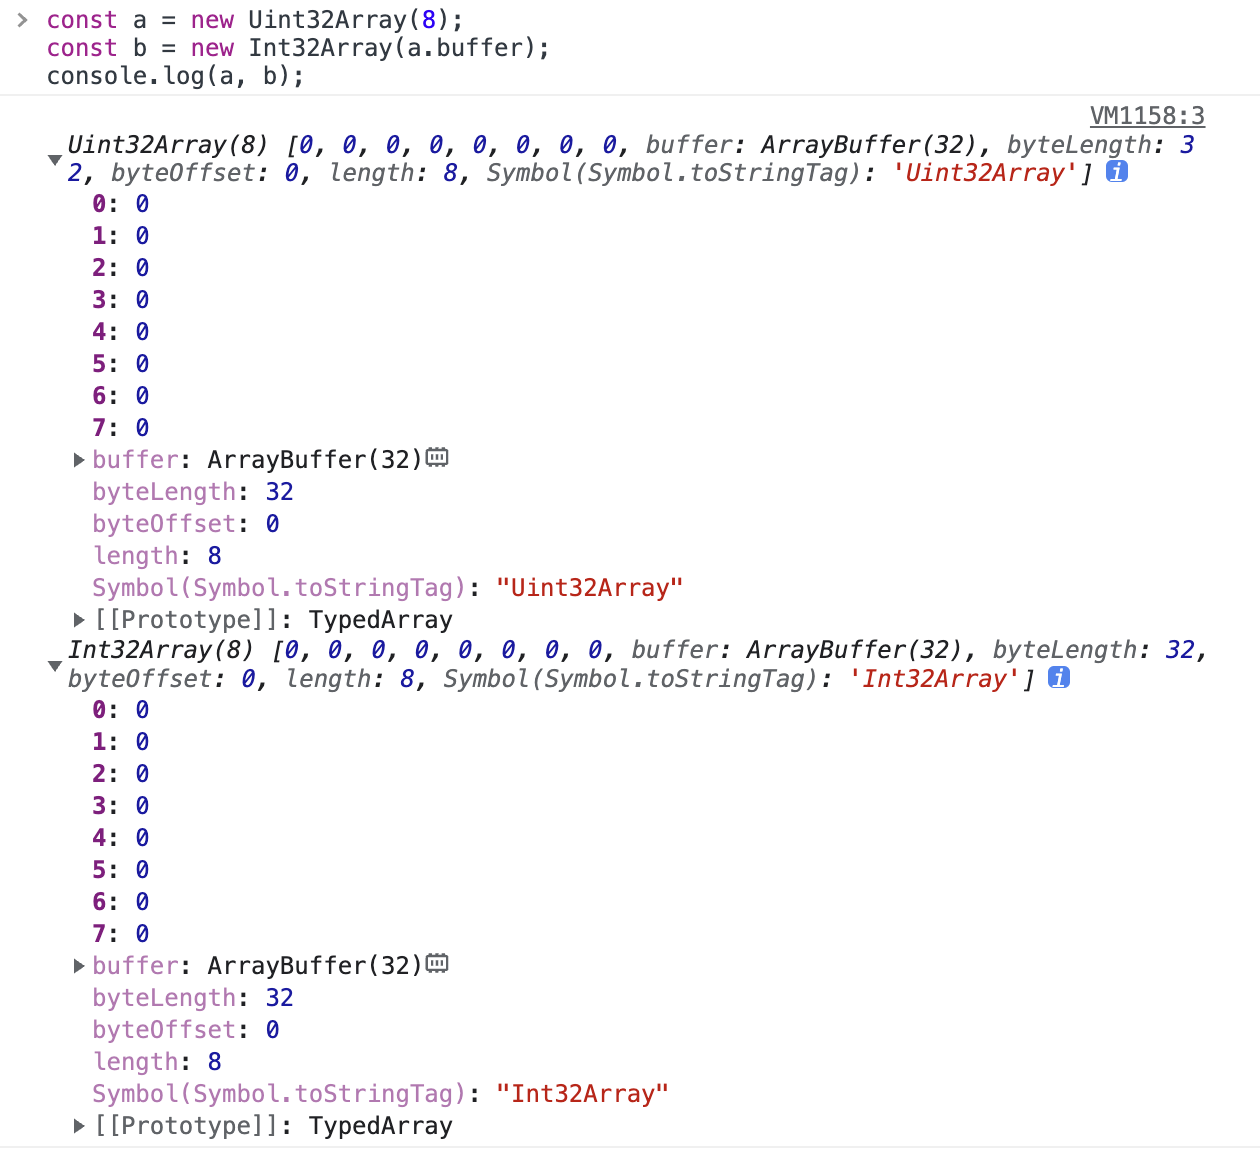 const a = new Uint32Array(8);
const b = new Int32Array(a.buffer);
console.log(a, b);
VM1158:3
Uint32Array(8) [0, 0, 0, 0, 0, 0, 0, 0, buffer: ArrayBuffer(32), byteLength: 3
2, byteOffset: 0, length: 8, Symbol(Symbol.toStringTag): 'Uint32Array']
0: 0
1: 0
2: 0
3: 0
4: 0
5: 0
6: 0
7: 0
buffer: ArrayBuffer(32)
byteLength: 32
byteOffset: 0
length: 8
Symbol(Symbol.toStringTag): "Uint32Array"
[[Prototype]]: TypedArray
Int32Array(8) [0, 0, 0, 0, 0, 0, 0, 0, buffer: ArrayBuffer(32), byteLength: 32,
byteOffset: 0, length: 8, Symbol(Symbol.toStringTag): 'Int32Array']
0: 0
1: 0
2: 0
3: 0
4: 0
5: 0
6: 0
7: 0
buffer: ArrayBuffer(32)
byteLength: 32
byteOffset: 0
length: 8
Symbol(Symbol.toStringTag): "Int32Array"
[[Prototype]]: TypedArray